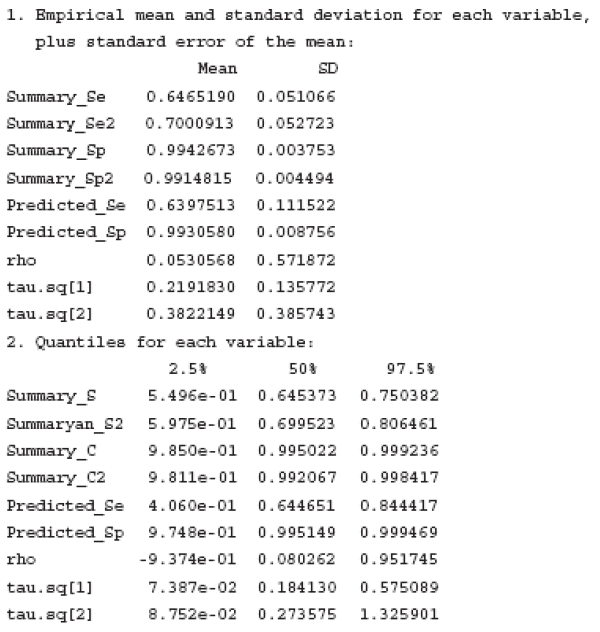 1. Empirical mean and standard deviation for each variable,
plus standard error of the mean:
Mean SD
Summary_Se 0.6465190 0.051066
Summary_Se2 0.7000913 0.052723
Summary_Sp 0.9942673 0.003753
Summary_Sp2 0.9914815 0.004494
Predicted_Se 0.6397513 0.111522
Predicted_Sp 0.9930580 0.008756
rho 0.0530568 0.571872
tau.sq[1] 0.2191830 0.135772
tau.sq[2] 0.3822149 0.385743
2. Quantiles for each variable:
2.5% 50% 97.5%
Summary_S 5.496e-01 0.645373 0.750382
Summaryan_S2 5.975e-01 0.699523 0.806461
Summary_C 9.850e-01 0.995022 0.999236
Summary_C2 9.811e-01 0.992067 0.998417
Predicted_Se 4.060e-01 0.644651 0.844417
Predicted_Sp 9.748e-01 0.995149 0.999469
rho -9.374e-01 0.080262 0.951745
tau.sq[1] 7.387e-02 0.184130 0.575089
tau.sq[2] 8.752e-02 0.273575 1.325901